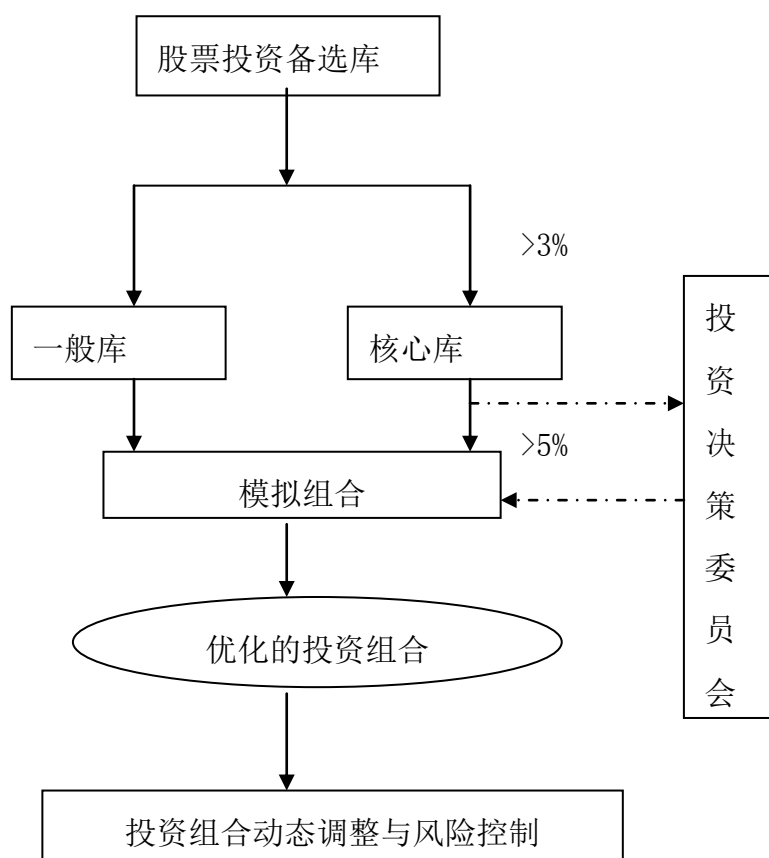 股票投资备选库
>3%
一般库
核心库
>5%
模拟组合
投资决策委员会
优化的投资组合
投资组合动态调整与风险控制